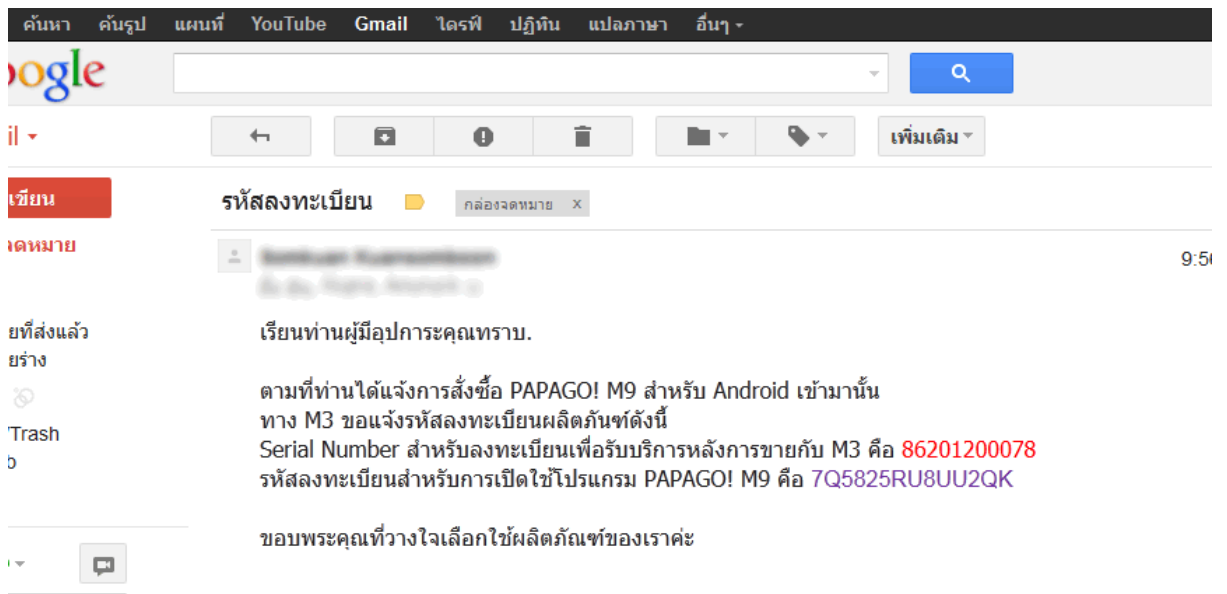 ค้นหา ค้นรูป แผนที่ YouTube Gmail ไดรฟ์ ปฏิทิน แปลภาษา อื่นๆ
oogle
il
เพิ่มเติม
เขียน
รหัสลงทะเบียน กล่องจดหมาย x
จดหมาย
9:5
ยที่ส่งแล้ว
ยร่าง
/Trash
เรียนท่านผู้มีอุปการะคุณทราบ.
ตามที่ท่านได้แจ้งการสั่งซื้อ PAPAGO! M9 สำหรับ Android เข้ามานั้น
ทาง M3 ขอแจ้งรหัสลงทะเบียนผลิตภันฑ์ดังนี้
Serial Number สำหรับลงทะเบียนเพื่อรับบริการหลังการขายกับ M3 คือ 86201200078
รหัสลงทะเบียนสำหรับการเปิดใช้โปรแกรม PAPAGO! M9 คือ 7Q5825RU8UU2QK
ขอบพระคุณที่วางใจเลือกใช้ผลิตภัณฑ์ของเราค่ะ